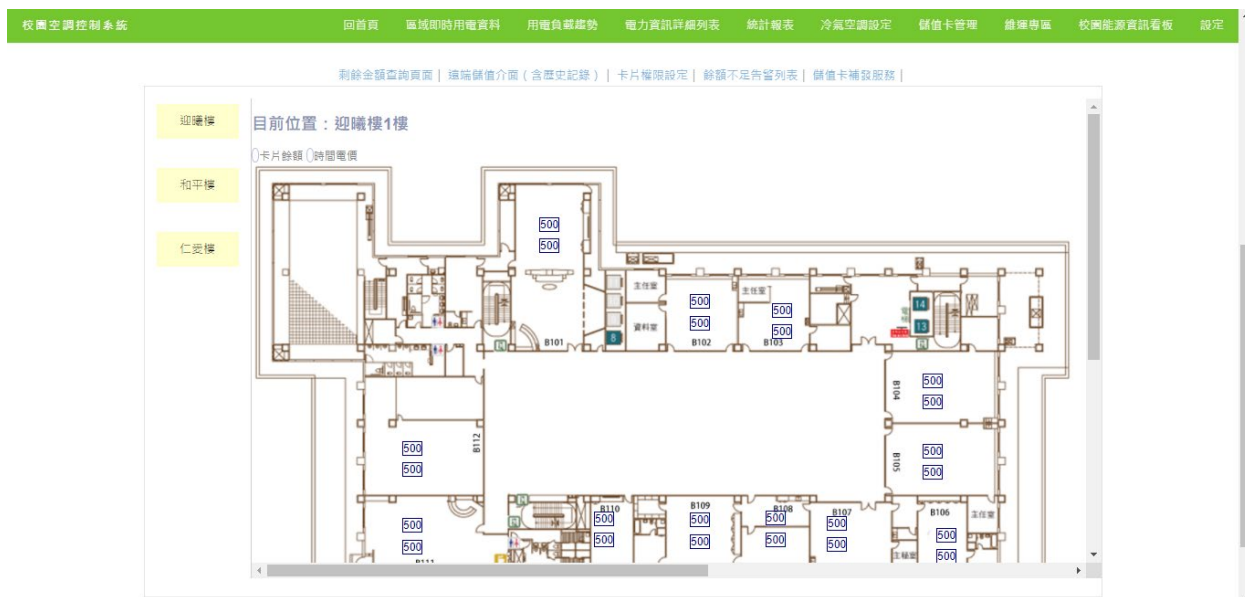 校園空調控制系統 回首頁 區域即時用電資料 用電負載趨勢 電力資訊詳細列表 統計報表 冷氣空調設定 儲值卡管理 維運專區 校園能源資訊看板 設定
剩餘金額查詢頁面| 遠端儲值介面(含歷史記錄)| 卡片權限設定| 餘額不足告警列表| 儲值卡補發服務|
迎曦樓
和平樓
仁愛樓
目前位置：迎曦樓1樓
卡片餘額 時間電價
500
500
主任室
主任室
500
500
500
500
資料室
14
電梯
13
8
B101
B102
B103
500
500
B104
500
500
B105
B112
500
500
B110
B109
B108
B107
B106
主任室
500
500
500
500
500
500
500
500
500
500
500
500
主秘室
B111